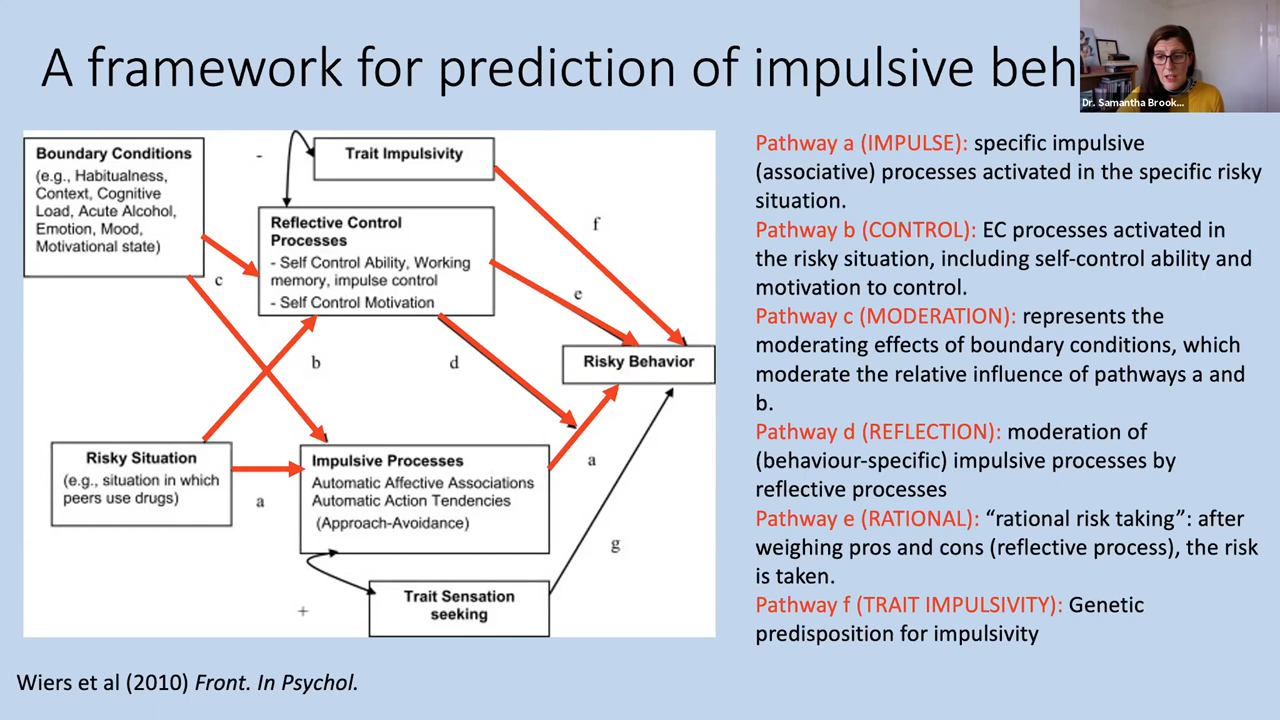 A framework for prediction of impulsive beh
Dr. Samantha Brook...
Boundary Conditions
(e.g., Habitualness,
Context, Cognitive
Load, Acute Alcohol,
Emotion, Mood,
Motivational state)
-
Trait Impulsivity
Reflective Control
Processes
- Self Control Ability, Working
memory, impulse control
- Self Control Motivation
f
c
e
b
d
Risky Behavior
Risky Situation
(e.g., situation in which
peers use drugs)
a
Impulsive Processes
Automatic Affective Associations
Automatic Action Tendencies
(Approach-Avoidance)
a
g
+
Trait Sensation
seeking
Pathway a (IMPULSE): specific impulsive
(associative) processes activated in the specific risky
situation.
Pathway b (CONTROL): EC processes activated in
the risky situation, including self-control ability and
motivation to control.
Pathway c (MODERATION): represents the
moderating effects of boundary conditions, which
moderate the relative influence of pathways a and
b.
Pathway d (REFLECTION): moderation of
(behaviour-specific) impulsive processes by
reflective processes
Pathway e (RATIONAL): “rational risk taking”: after
weighing pros and cons (reflective process), the risk
is taken.
Pathway f (TRAIT IMPULSIVITY): Genetic
predisposition for impulsivity
Wiers et al (2010) Front. In Psychol.